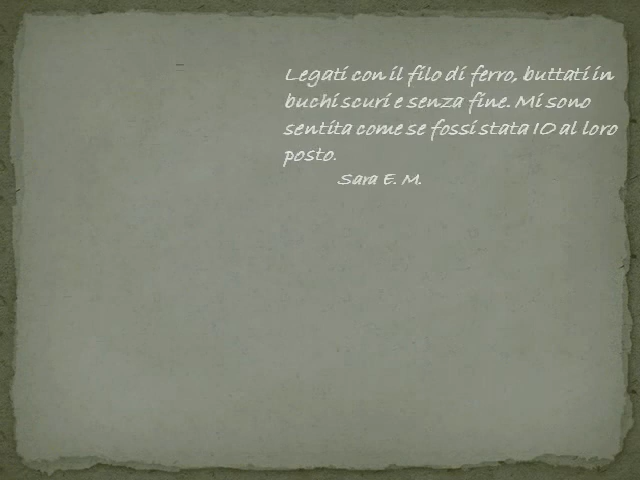 Legati con il filo di ferro, buttati in
buchi scuri e senza fine. Mi sono
sentita come se fossi stata IO al loro
posto.
Sara E. M.